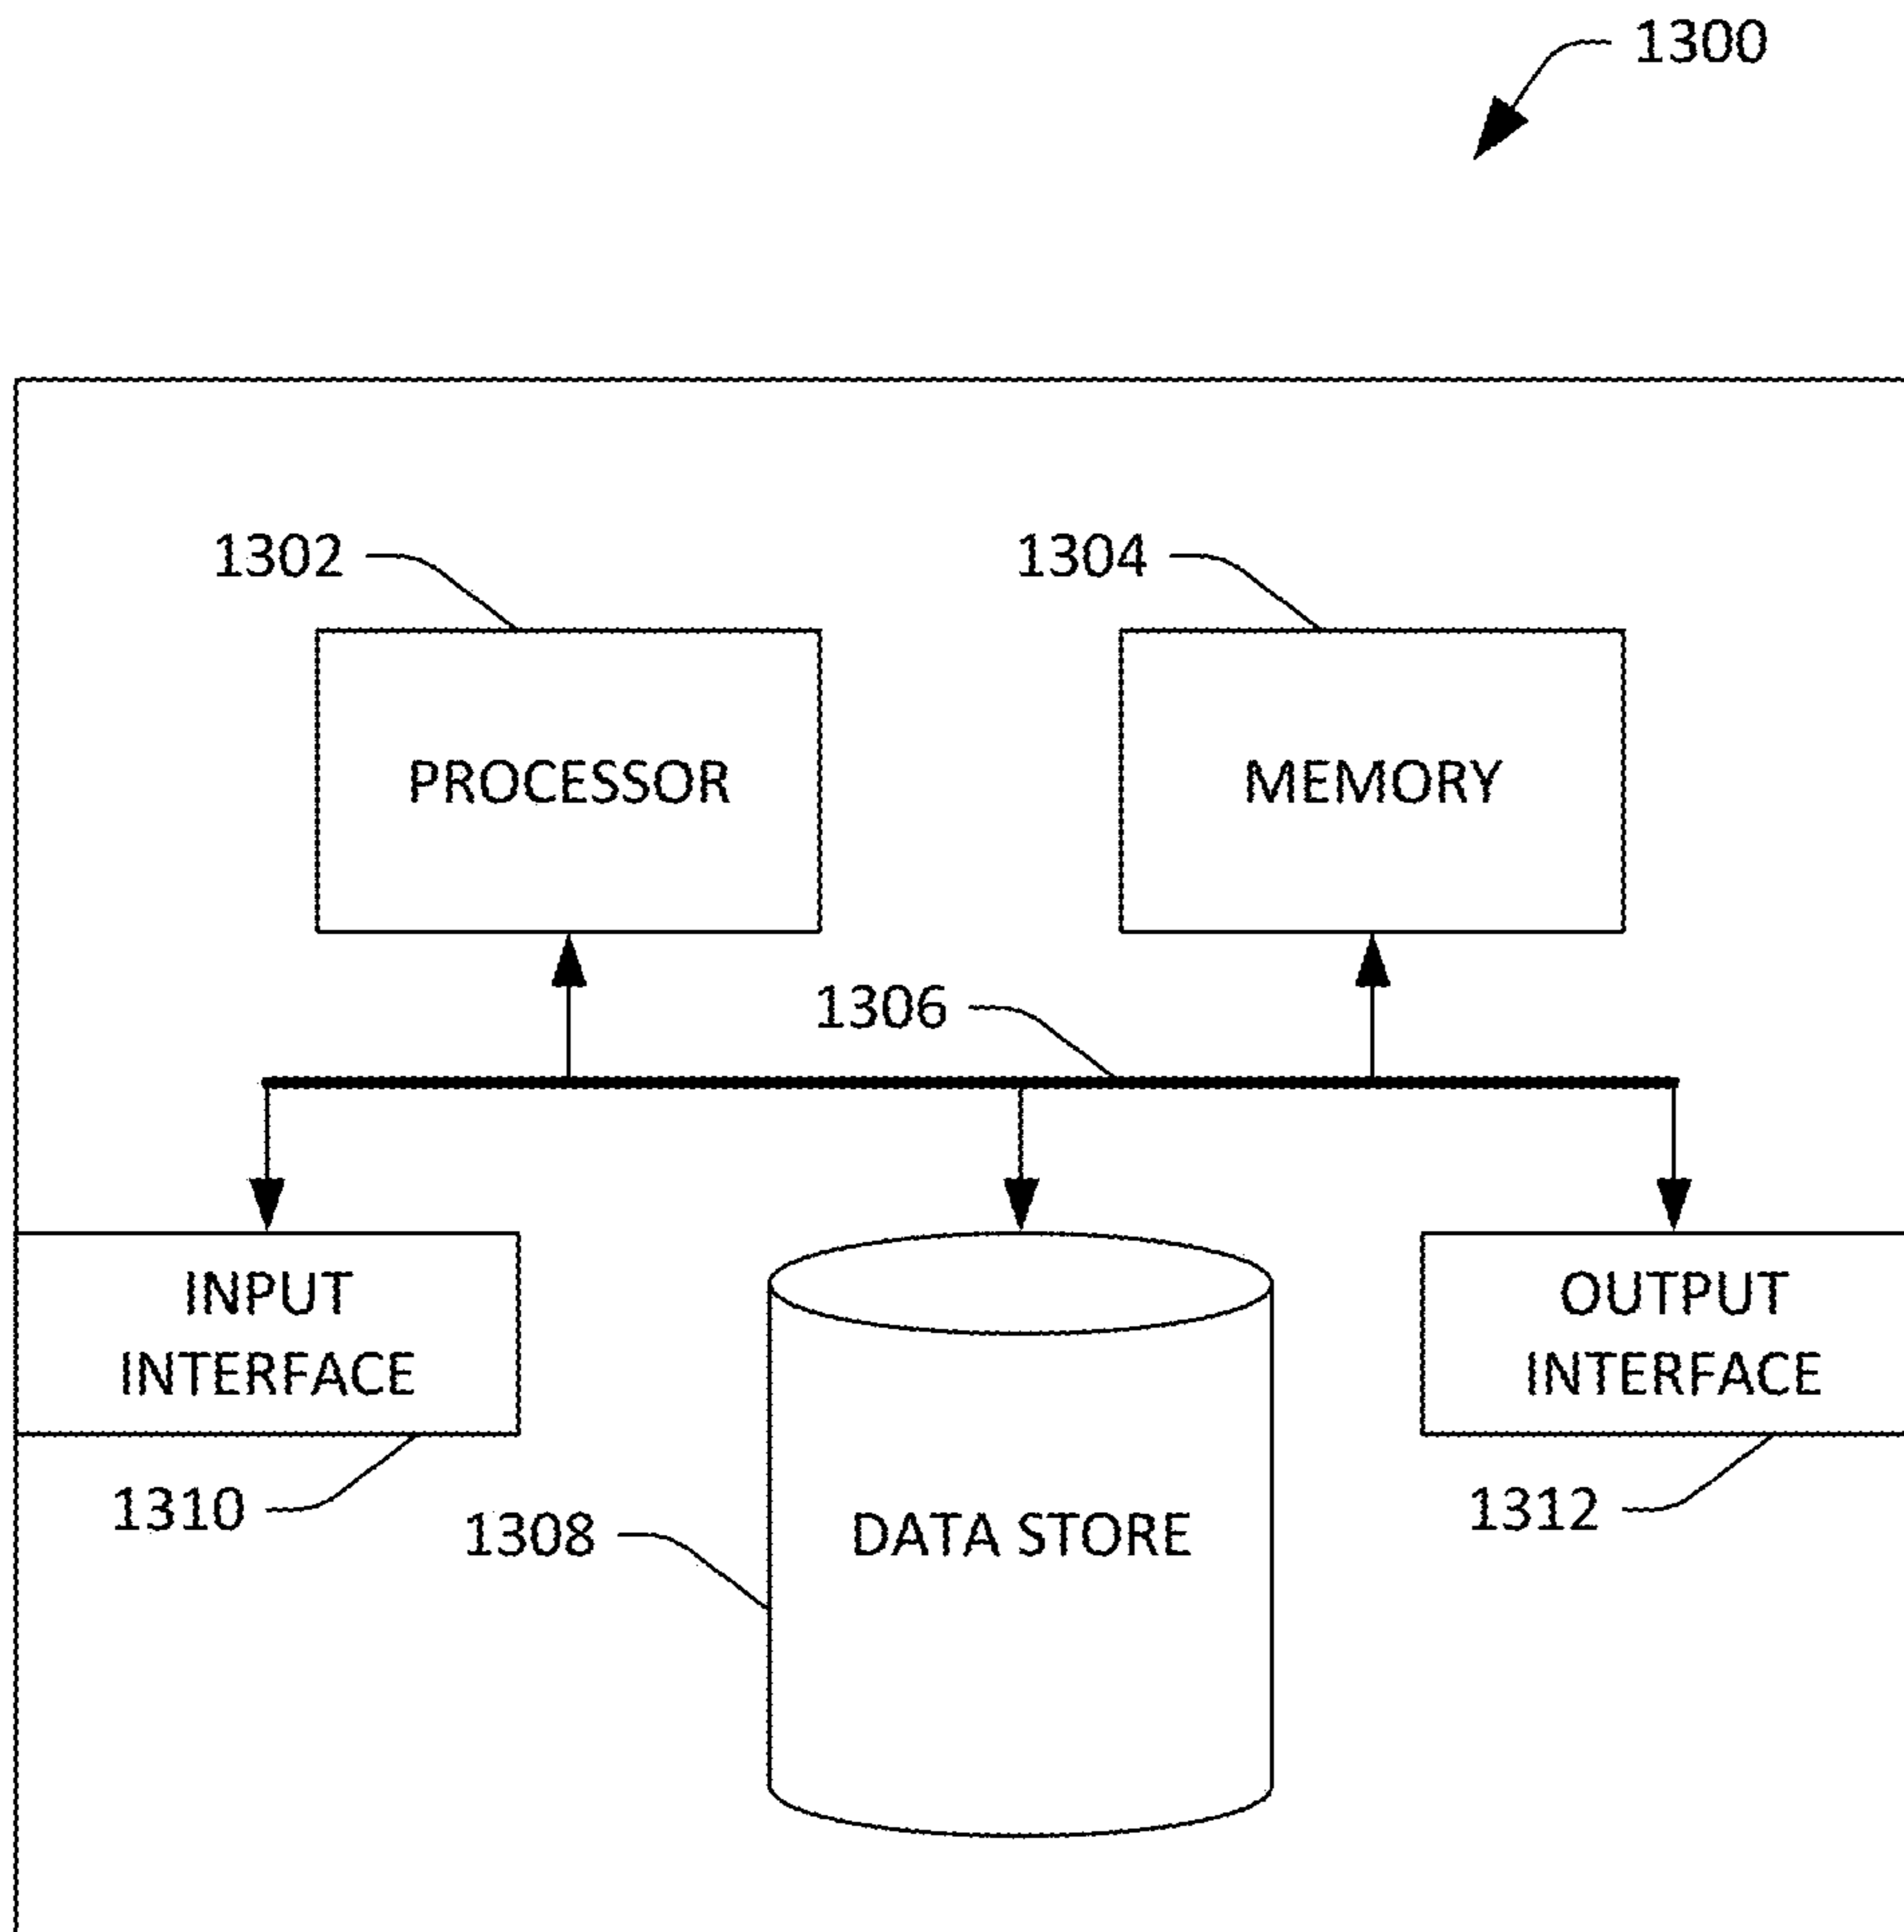 1300
1302
1304
PROCESSOR
MEMORY
1306
INPUT
INTERFACE
OUTPUT
INTERFACE
1310
1308
DATA STORE
1312